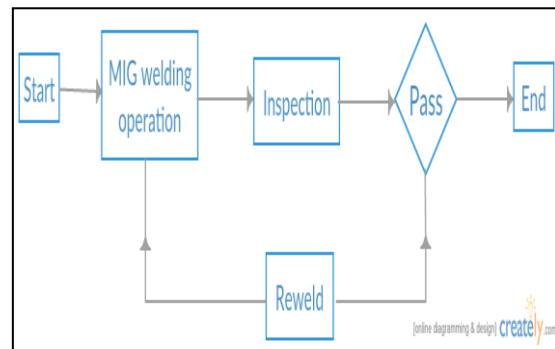 Start
MIG welding
operation
Inspection
Pass
End
Reweld
[online diagramming & design] creately.com